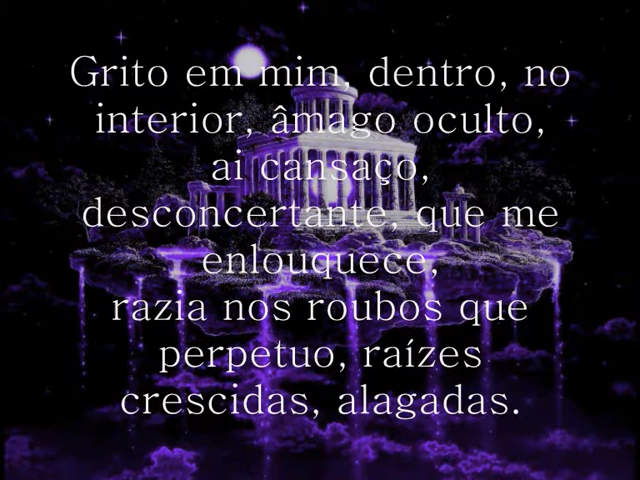 Grito em mim, dentro, no
interior, âmago oculto,
ai cansaço,
desconcertante, que me
enlouquece,
razia nos roubos que
perpetuo, raízes
crescidas, alagadas.